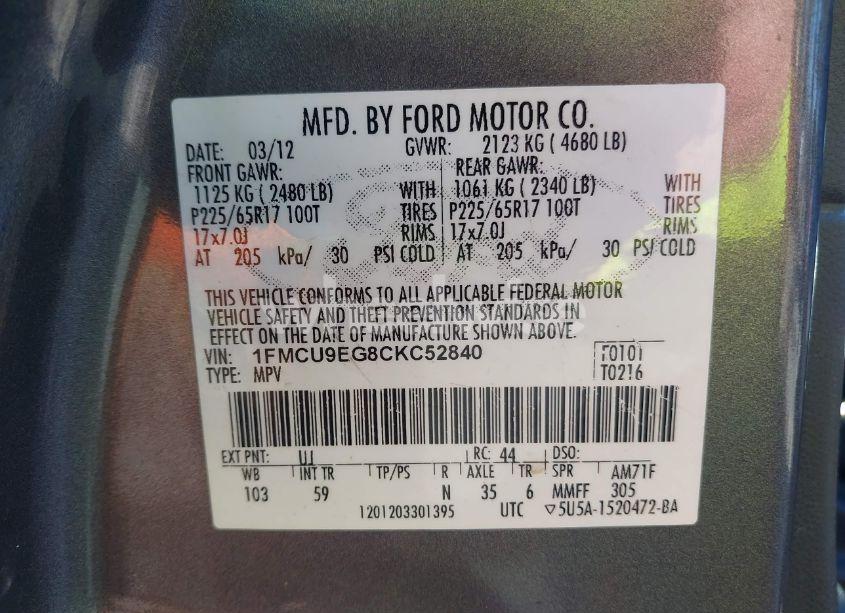 MFD. BY FORD MOTOR CO.
DATE: 03/12 GVWR: 2123 KG ( 4680 LB)
FRONT GAWR: REAR GAWR:
1125 KG ( 2480 LB) WITH 1061 KG ( 2340 LB) WITH
P225/65R17 100T TIRES P225/65R17 100T TIRES
17x7.0J RIMS 17x7.0J RIMS
AT 205 kPa/ 30 PSI COLD AT 205 kPa/ 30 PSI COLD
THIS VEHICLE CONFORMS TO ALL APPLICABLE FEDERAL MOTOR
VEHICLE SAFETY AND THEFT PREVENTION STANDARDS IN
EFFECT ON THE DATE OF MANUFACTURE SHOWN ABOVE.
VIN: 1FMCU9EG8CKC52840 F0101
TYPE: MPV T0216
EXT PNT: UJ RC: 44 DSO:
WB INT TR TP/PS R AXLE TR SPR AM71F
103 59 N 35 6 MMFF 305
1201203301395 UTC ▽5U5A-1520472-BA